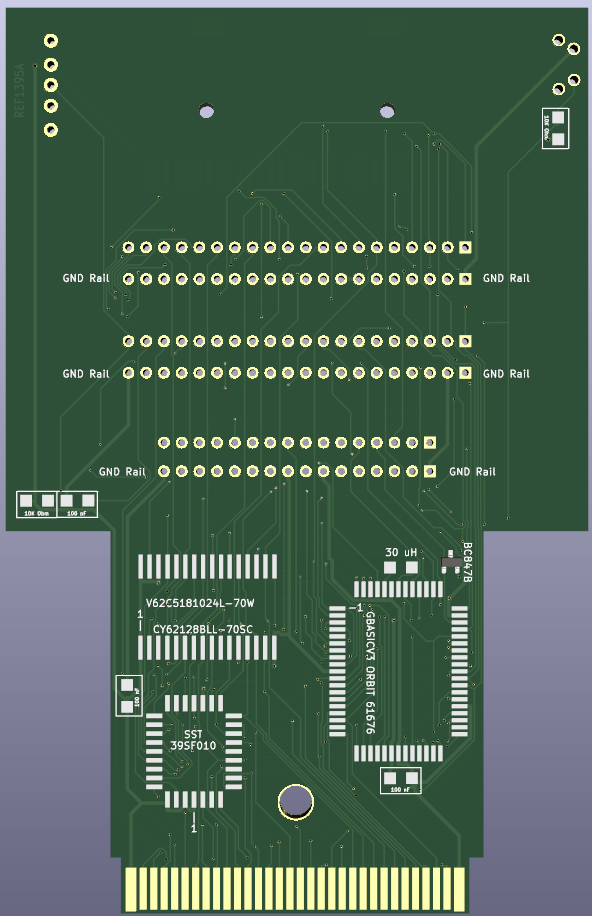 REF1395A
10K Ohm
GND Rail GND Rail
GND Rail GND Rail
GND Rail GND Rail
10K Ohm 100 nF
30 uH
BC847B
V62C5181024L-70W
1
CY62128BLL-70SC
-1
GBASICV3 ORBIT 61676
100 nF
SST
39SF010
100 nF
1